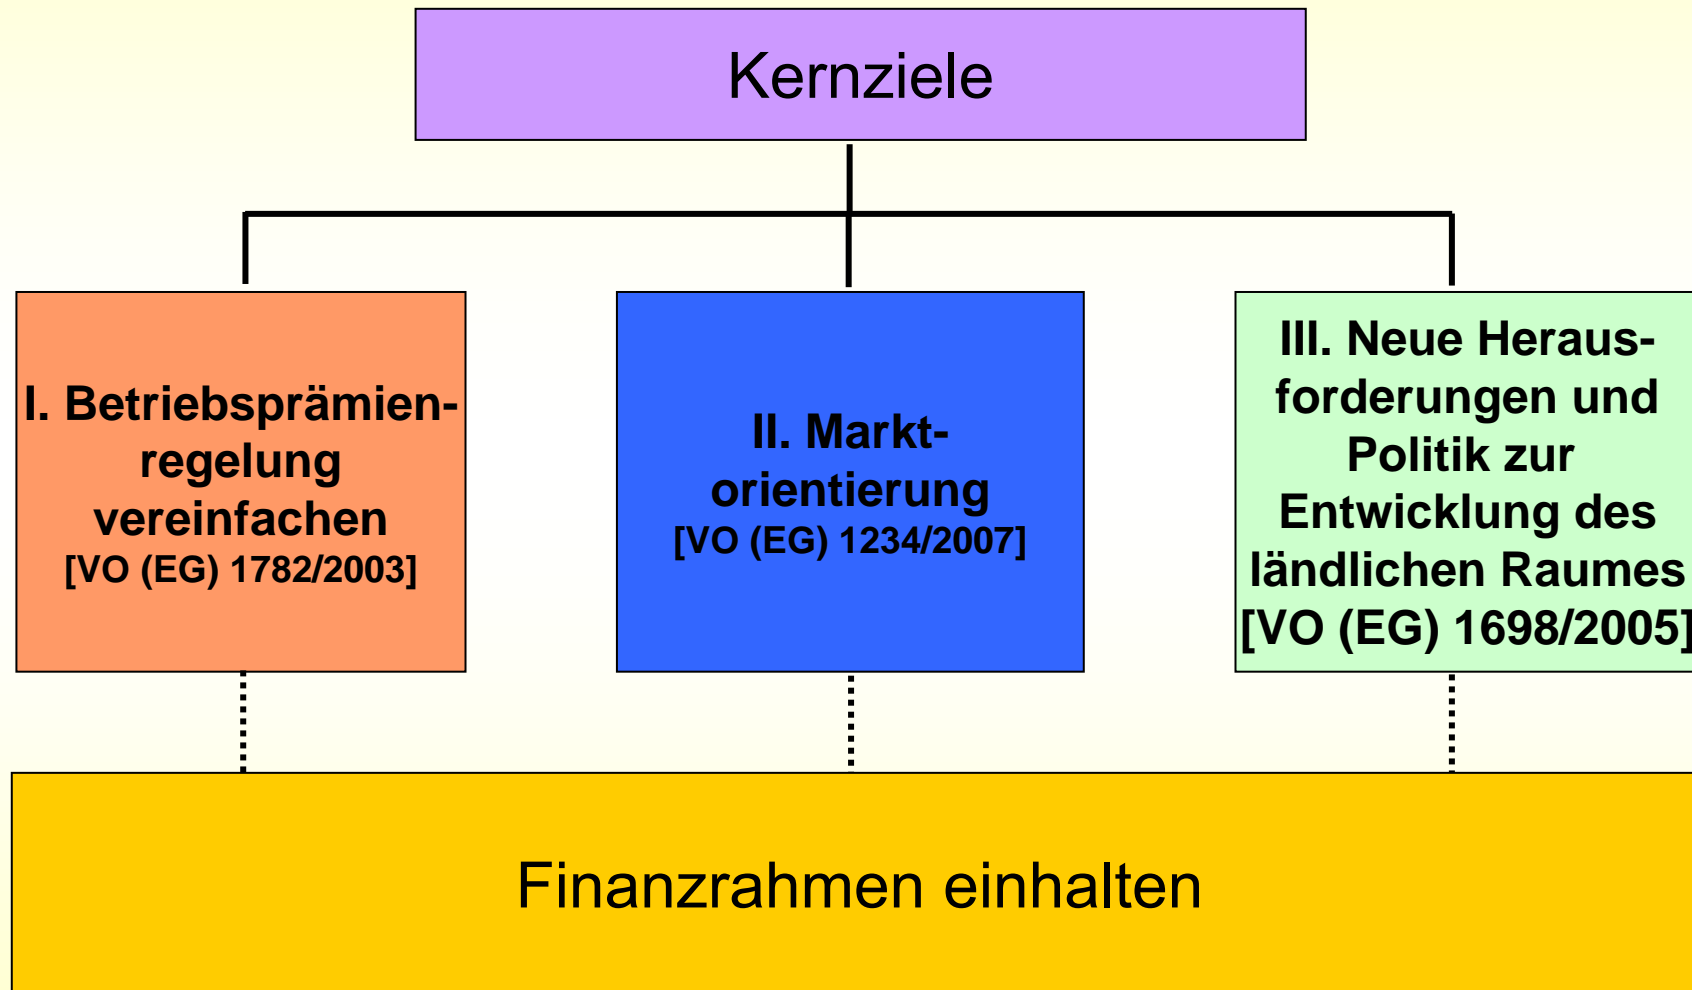 Kernziele
I. Betriebsprämien-
regelung
vereinfachen
[VO (EG) 1782/2003]
II. Markt-
orientierung
[VO (EG) 1234/2007]
III. Neue Heraus-
forderungen und
Politik zur
Entwicklung des
ländlichen Raumes
[VO (EG) 1698/2005]
Finanzrahmen einhalten